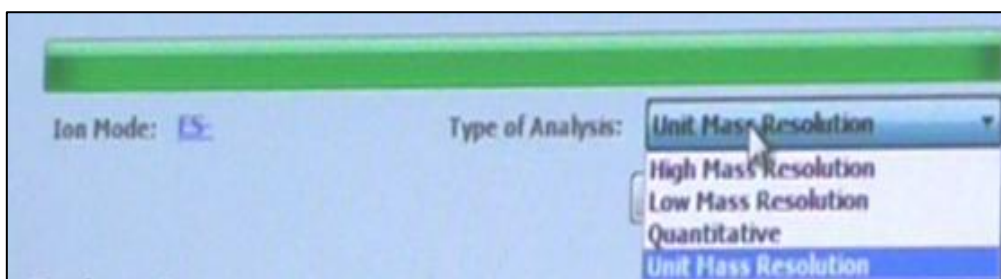 Ion Mode: ES- Type of Analysis: Unit Mass Resolution
High Mass Resolution
Low Mass Resolution
Quantitative
Unit Mass Resolution